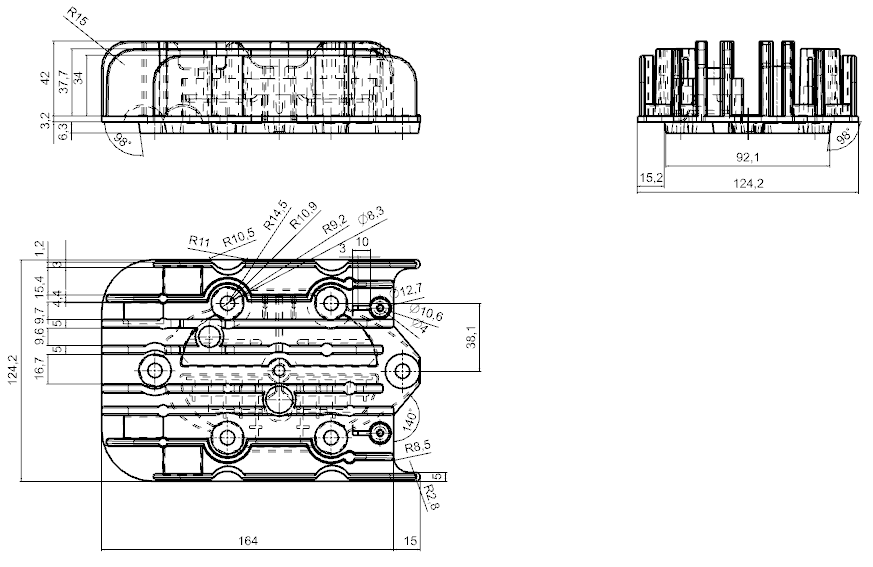 R15
42
37,7
34
3,2
6,3
98°
92,1
15,2
124,2
98°
R11
R10,5
R14,5
R10,9
R9,2
Ø8,3
3
10
1,2
3
15,4
4,4
9,7
5
9,6
5
16,7
124,2
Ø12,7
Ø10,6
Ø4
38,1
140°
R8,5
5
R2,8
164
15